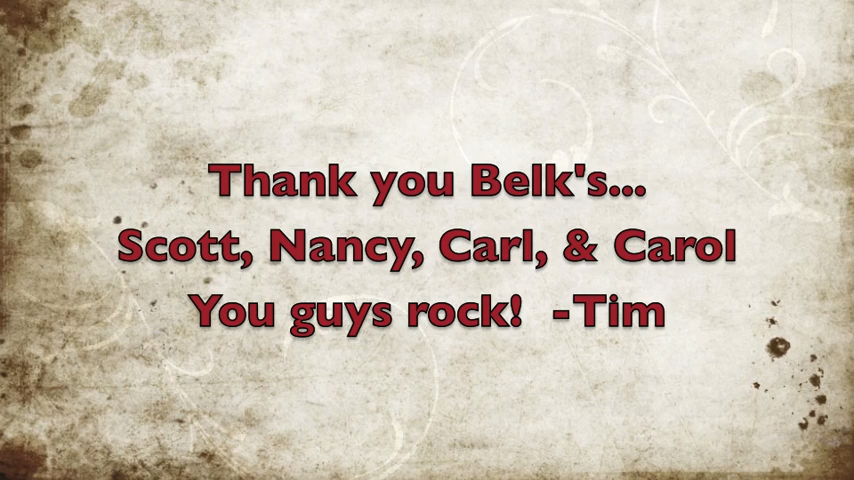 Thank you Belk's...
Scott, Nancy, Carl, & Carol
You guys rock!  -Tim